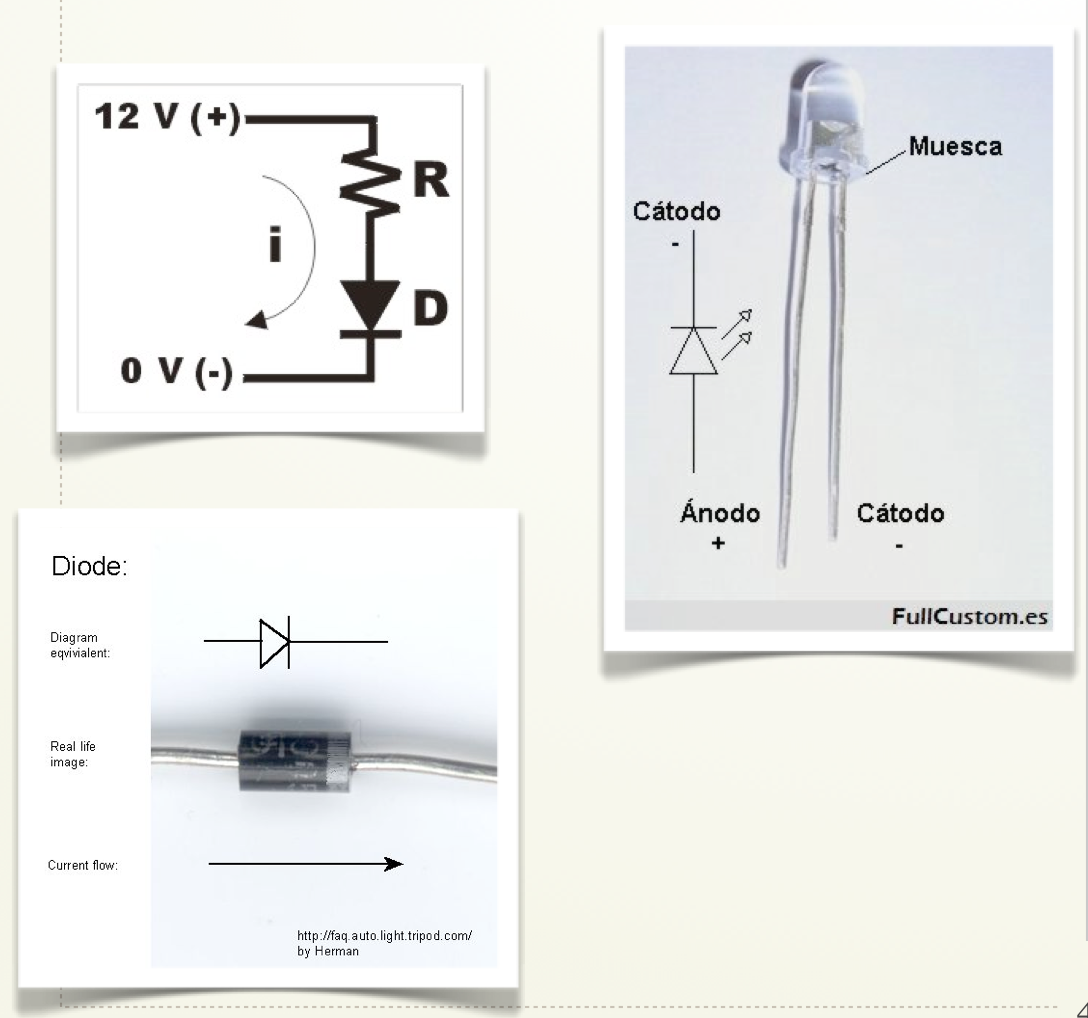 12 V (+)
R
i
D
0 V (-)
Muesca
Cátodo
-
Ánodo
+
Cátodo
-
FullCustom.es
Diode:
Diagram
eqvivialent:
Real life
image:
Current flow:
http://faq.auto.light.tripod.com/
by Herman